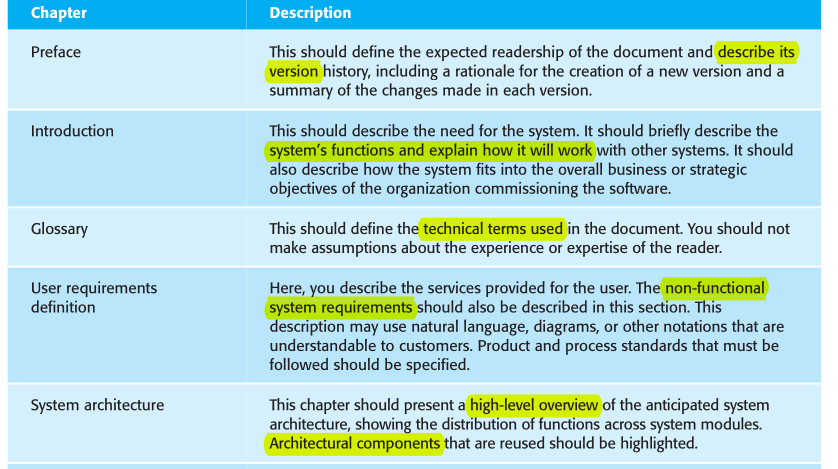 Chapter Description
Preface This should define the expected readership of the document and describe its
version history, including a rationale for the creation of a new version and a
summary of the changes made in each version.
Introduction This should describe the need for the system. It should briefly describe the
system's functions and explain how it will work with other systems. It should
also describe how the system fits into the overall business or strategic
objectives of the organization commissioning the software.
Glossary This should define the technical terms used in the document. You should not
make assumptions about the experience or expertise of the reader.
User requirements Here, you describe the services provided for the user. The non-functional
definition system requirements should also be described in this section. This
description may use natural language, diagrams, or other notations that are
understandable to customers. Product and process standards that must be
followed should be specified.
System architecture This chapter should present a high-level overview of the anticipated system
architecture, showing the distribution of functions across system modules.
Architectural components that are reused should be highlighted.